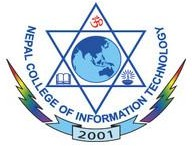 ॐ
NEPAL COLLEGE OF INFORMATION TECHNOLOGY
2001